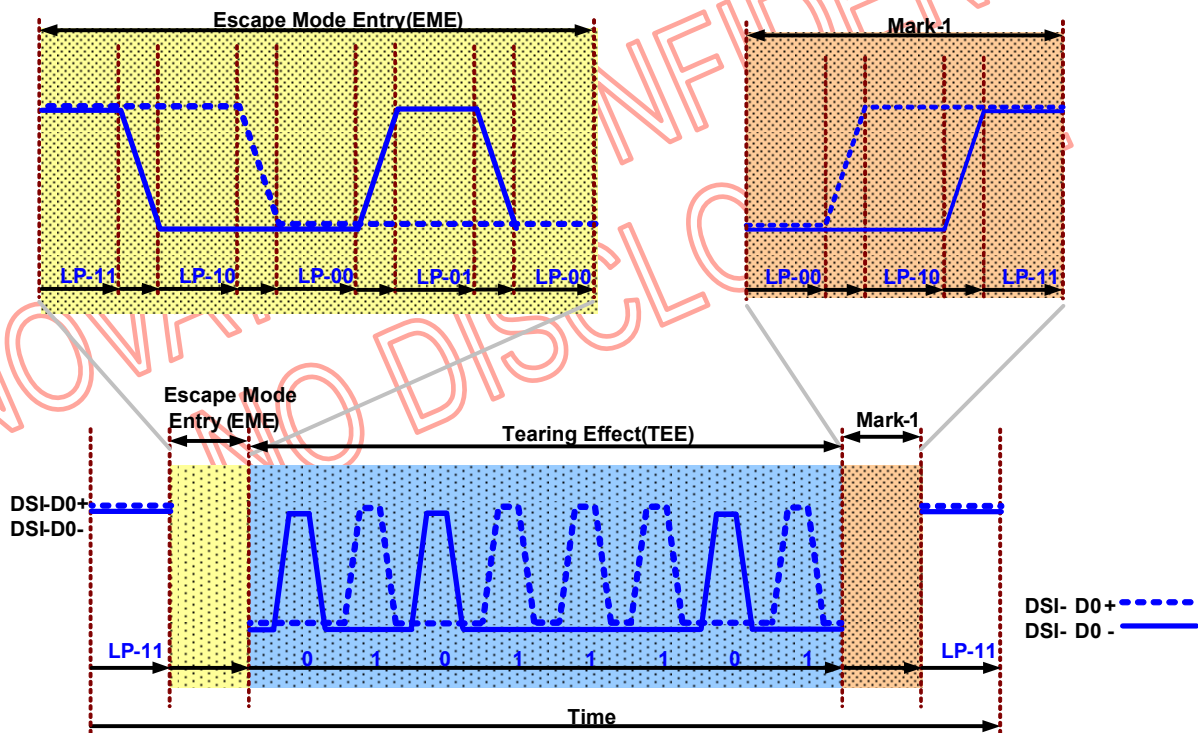 Escape Mode Entry(EME)
Mark-1
LP-11 LP-10 LP-00 LP-01 LP-00
LP-00 LP-10 LP-11
Escape Mode
Entry (EME)
Tearing Effect(TEE)
Mark-1
DSI-D0+
DSI-D0-
DSI- D0+
DSI- D0 -
LP-11 0 1 0 1 1 1 0 1 LP-11
Time
NO DISCLO